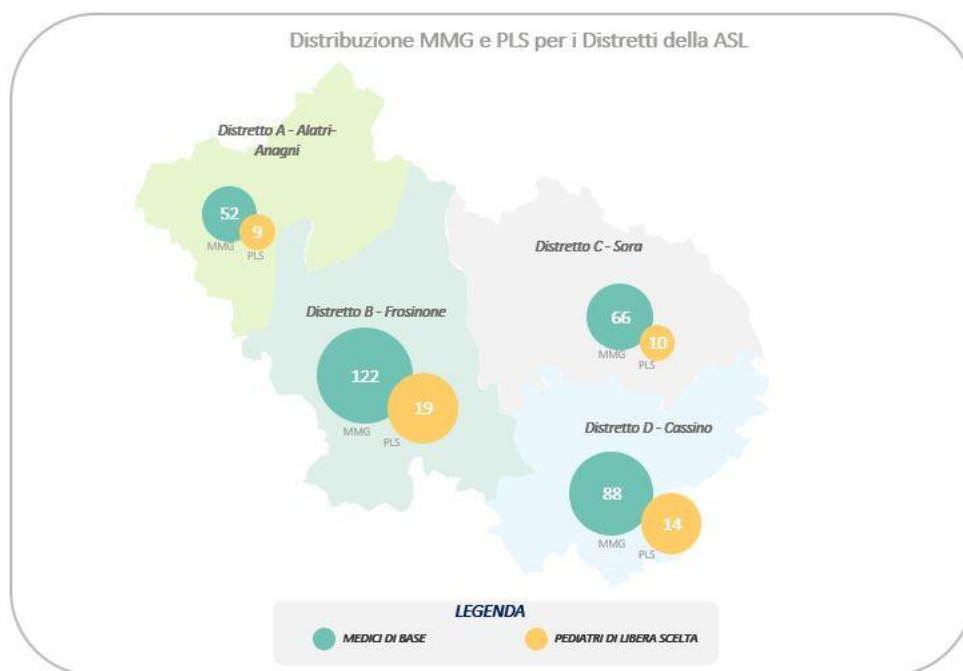 Distribuzione MMG e PLS per i Distretti della ASL
Distretto A - Alatri-
Anagni
52
9
MMG
PLS
Distretto C - Sora
66
10
MMG
PLS
Distretto B - Frosinone
122
19
MMG
PLS
Distretto D - Cassino
88
14
MMG
PLS
LEGENDA
MEDICI DI BASE
PEDIATRI DI LIBERA SCELTA